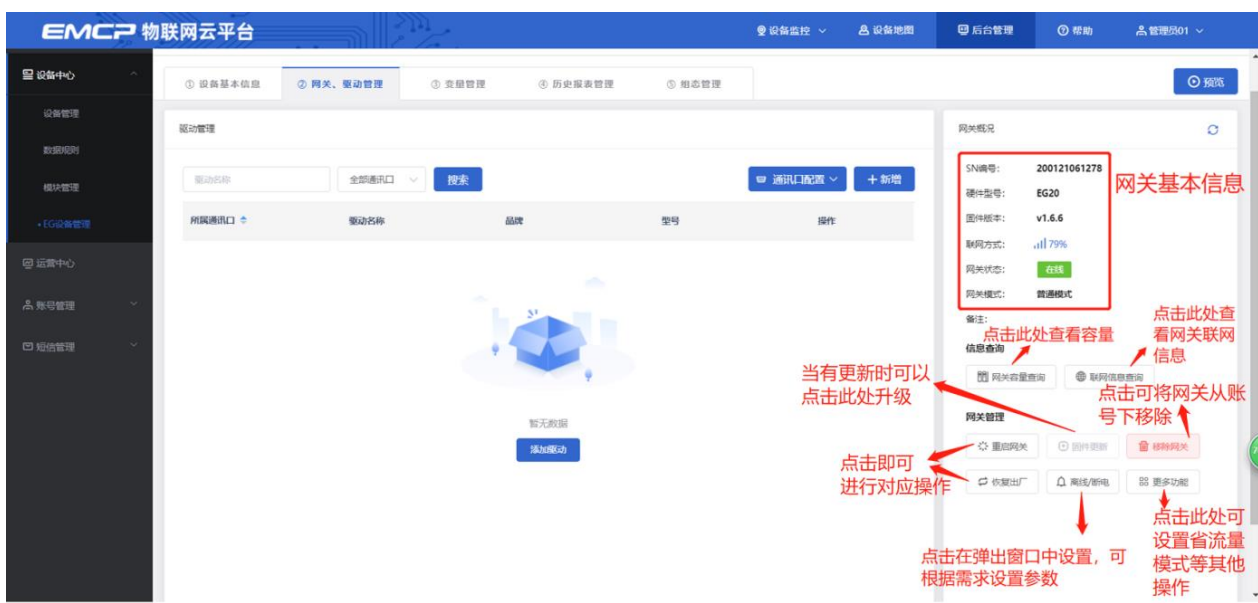 EMCP 物联网云平台
设备监控
设备地图
后台管理
帮助
管理员01
设备中心
设备管理
数据规则
模块管理
EG设备管理
运营中心
账号管理
短信管理
① 设备基本信息
② 网关、驱动管理
③ 变量管理
④ 历史报表管理
⑤ 组态管理
预览
驱动管理
驱动名称
全部通讯口
搜索
通讯口配置
+ 新增
所属通讯口
驱动名称
品牌
型号
操作
暂无数据
添加驱动
网关概况
SN编号: 200121061278
硬件型号: EG20
固件版本: v1.6.6
联网方式: 79%
网关状态: 在线
网关模式: 普通模式
备注:
网关基本信息
点击此处查看容量
点击此处查
看网关联网
信息
信息查询
网关容量查询
联网信息查询
当有更新时可以
点击此处升级
点击可将网关从账
号下移除
网关管理
重启网关
固件更新
移除网关
点击即可
进行对应操作
恢复出厂
离线/断电
更多功能
点击在弹出窗口中设置，可
根据需求设置参数
点击此处可
设置省流量
模式等其他
操作